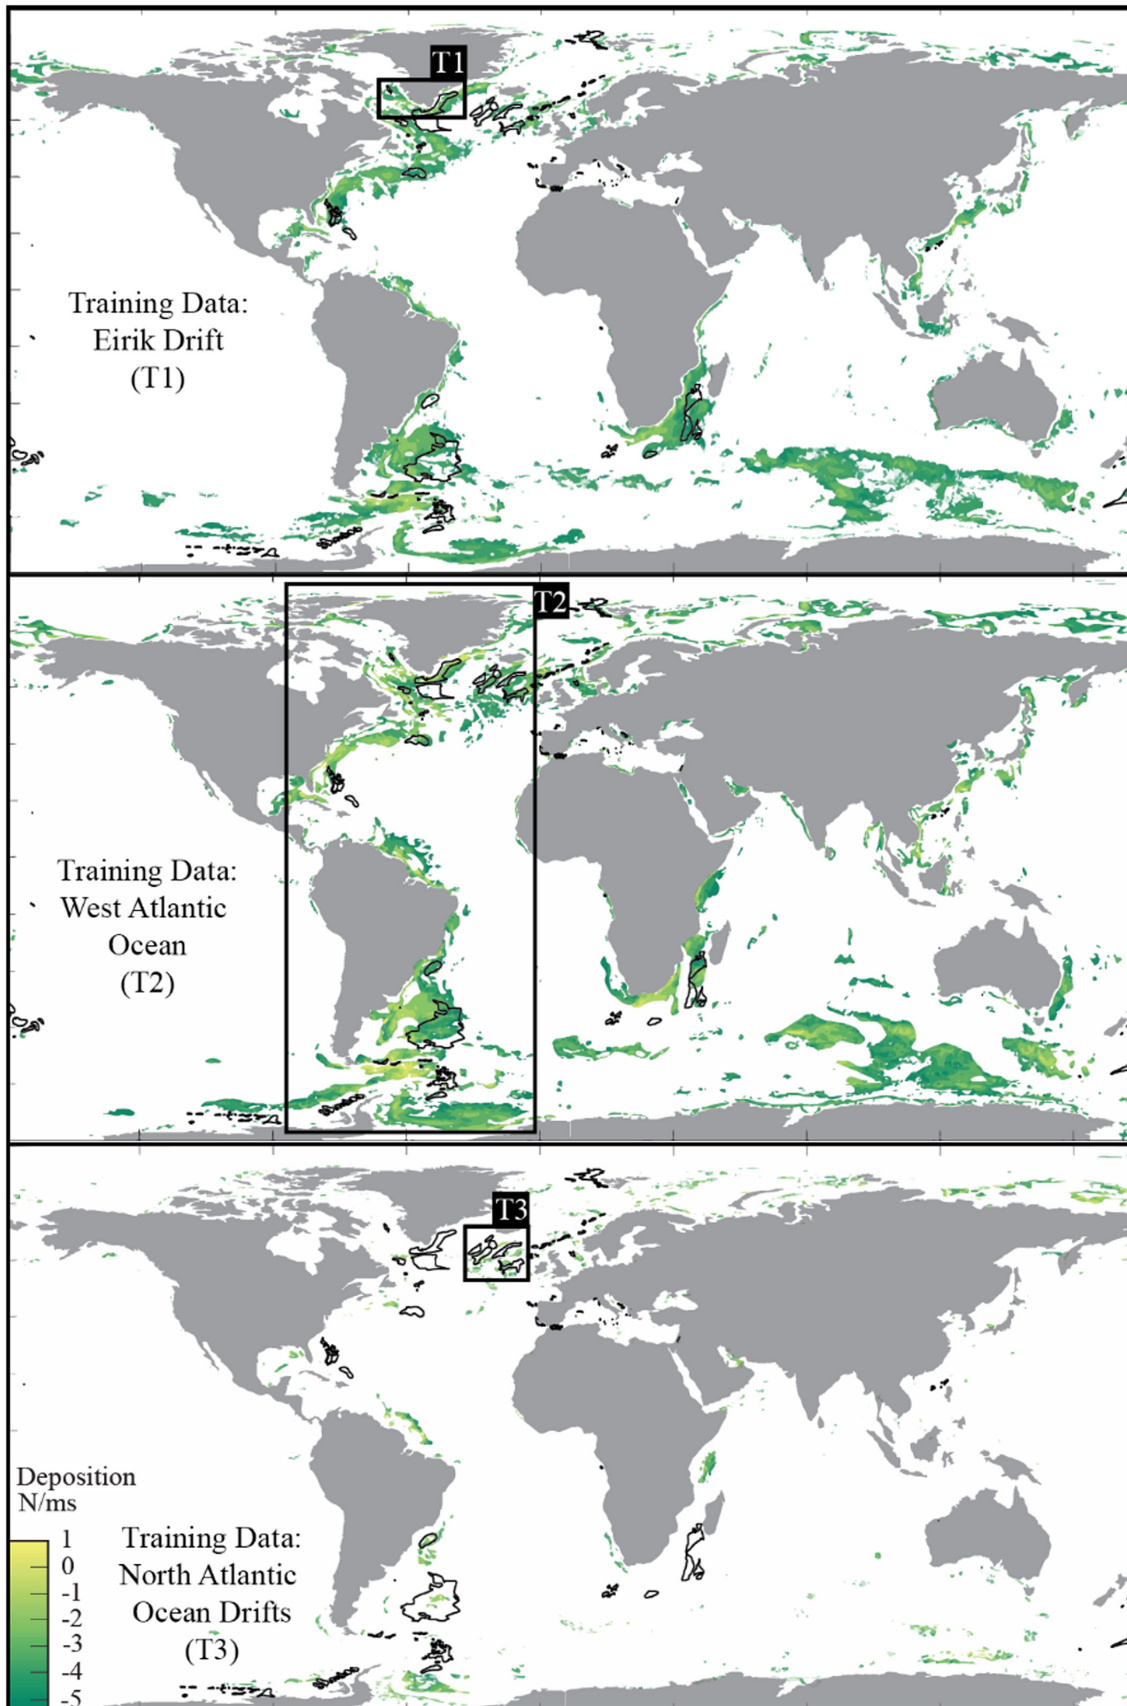 T1
Training Data:
Eirik Drift
(T1)
T2
Training Data:
West Atlantic
Ocean
(T2)
T3
Deposition
N/ms
1
0
-1
-2
-3
-4
-5
Training Data:
North Atlantic
Ocean Drifts
(T3)